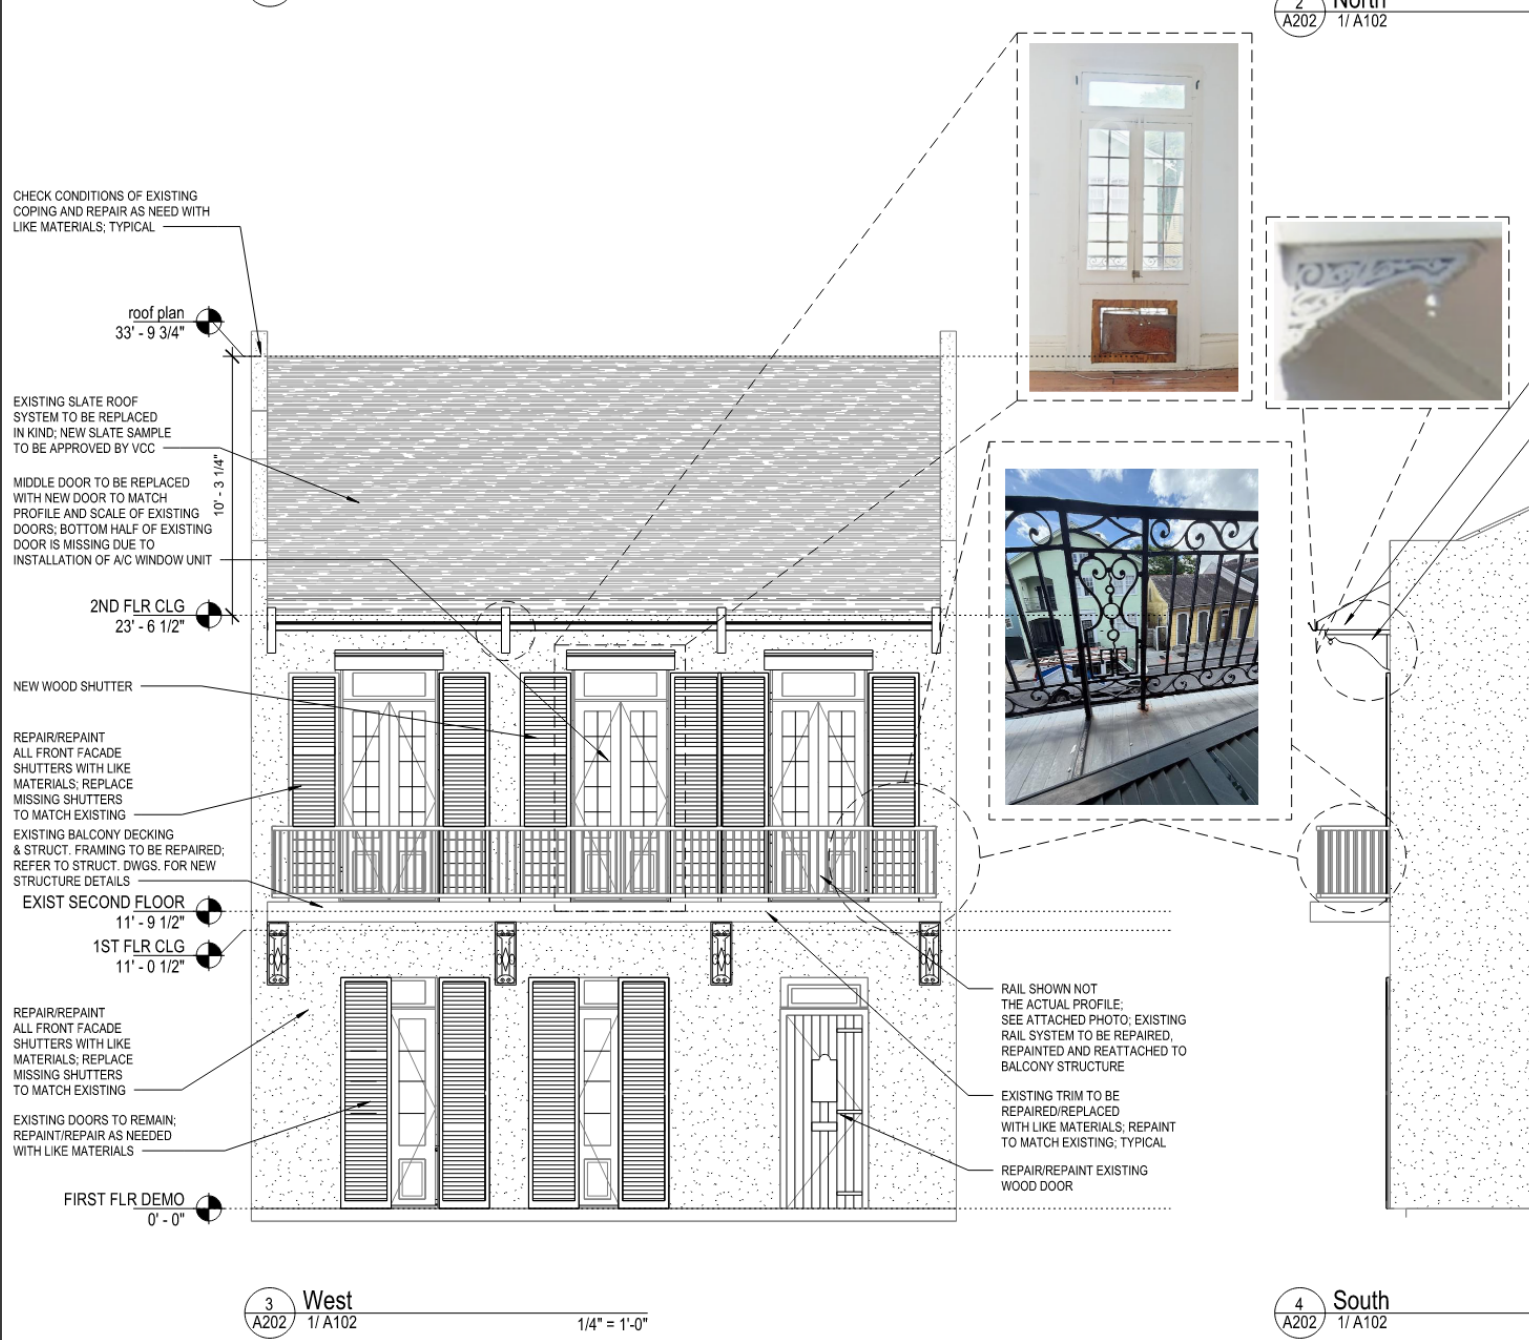 2
A202
North
1/ A102
CHECK CONDITIONS OF EXISTING
COPING AND REPAIR AS NEED WITH
LIKE MATERIALS; TYPICAL
roof plan
33' - 9 3/4"
EXISTING SLATE ROOF
SYSTEM TO BE REPLACED
IN KIND; NEW SLATE SAMPLE
TO BE APPROVED BY VCC
10' - 3 1/4"
MIDDLE DOOR TO BE REPLACED
WITH NEW DOOR TO MATCH
PROFILE AND SCALE OF EXISTING
DOORS; BOTTOM HALF OF EXISTING
DOOR IS MISSING DUE TO
INSTALLATION OF A/C WINDOW UNIT
2ND FLR CLG
23' - 6 1/2"
NEW WOOD SHUTTER
REPAIR/REPAINT
ALL FRONT FACADE
SHUTTERS WITH LIKE
MATERIALS; REPLACE
MISSING SHUTTERS
TO MATCH EXISTING
EXISTING BALCONY DECKING
& STRUCT. FRAMING TO BE REPAIRED;
REFER TO STRUCT. DWGS. FOR NEW
STRUCTURE DETAILS
EXIST SECOND FLOOR
11' - 9 1/2"
1ST FLR CLG
11' - 0 1/2"
REPAIR/REPAINT
ALL FRONT FACADE
SHUTTERS WITH LIKE
MATERIALS; REPLACE
MISSING SHUTTERS
TO MATCH EXISTING
EXISTING DOORS TO REMAIN;
REPAINT/REPAIR AS NEEDED
WITH LIKE MATERIALS
FIRST FLR DEMO
0' - 0"
RAIL SHOWN NOT
THE ACTUAL PROFILE;
SEE ATTACHED PHOTO; EXISTING
RAIL SYSTEM TO BE REPAIRED,
REPAINTED AND REATTACHED TO
BALCONY STRUCTURE
EXISTING TRIM TO BE
REPAIRED/REPLACED
WITH LIKE MATERIALS; REPAINT
TO MATCH EXISTING; TYPICAL
REPAIR/REPAINT EXISTING
WOOD DOOR
3
A202
West
1/ A102
1/4" = 1'-0"
4
A202
South
1/ A102